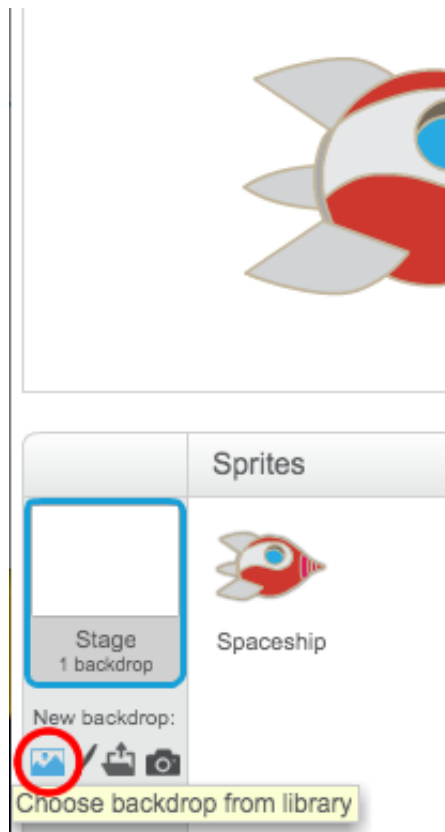 Sprites
Stage
1 backdrop
Spaceship
New backdrop:
Choose backdrop from library